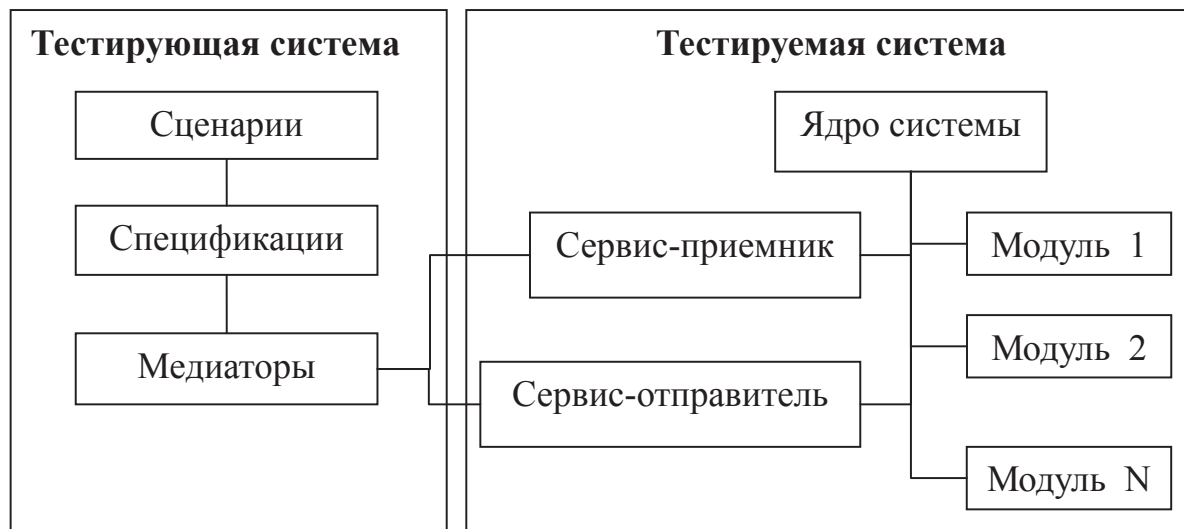 Тестирующая система
Сценарии
Спецификации
Медиаторы
Тестируемая система
Ядро системы
Сервис-приемник
Сервис-отправитель
Модуль 1
Модуль 2
Модуль N